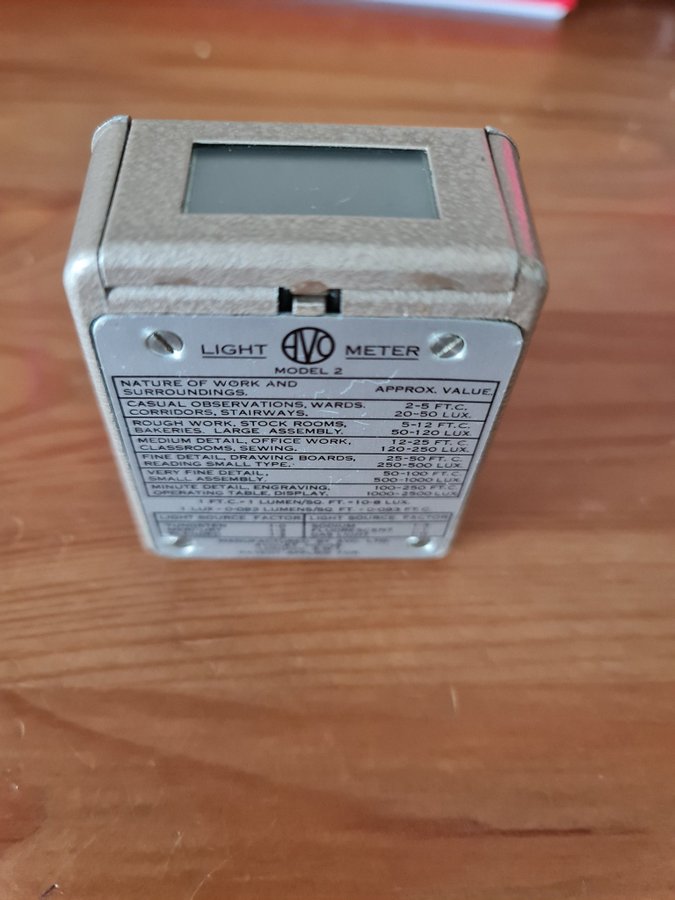 LIGHT AVO METER
MODEL 2
NATURE OF WORK AND SURROUNDINGS. APPROX. VALUE.
CASUAL OBSERVATIONS, WARDS, 2-5 FT.C.
CORRIDORS, STAIRWAYS. 20-50 LUX.
ROUGH WORK, STOCK ROOMS, 5-12 FT.C.
BAKERIES. LARGE ASSEMBLY. 50-120 LUX.
MEDIUM DETAIL, OFFICE WORK, 12-25 FT.C.
CLASSROOMS, SEWING. 120-250 LUX.
FINE DETAIL, DRAWING BOARDS, 25-50 FT.C.
READING SMALL TYPE. 250-500 LUX.
VERY FINE DETAIL, 50-100 FT.C.
SMALL ASSEMBLY. 500-1000 LUX.
MINUTE DETAIL, ENGRAVING. 100-250 FT.C.
OPERATING TABLE, DISPLAY. 1000-2500 LUX.
1 FT.C.=1 LUMEN/SQ. FT.=10·8 LUX.
1 LUX=0·093 LUMENS/SQ. FT.=0·093 FT.C.
LIGHT SOURCE FACTOR LIGHT SOURCE FACTOR
TUNGSTEN